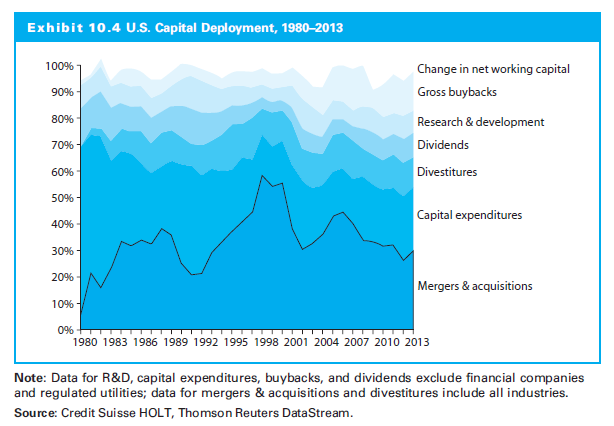 Exhibit 10.4 U.S. Capital Deployment, 1980–2013
100%
90%
80%
70%
60%
50%
40%
30%
20%
10%
0%
Change in net working capital
Gross buybacks
Research & development
Dividends
Divestitures
Capital expenditures
Mergers & acquisitions
1980 1983 1986 1989 1992 1995 1998 2001 2004 2007 2010 2013
Note: Data for R&D, capital expenditures, buybacks, and dividends exclude financial companies
and regulated utilities; data for mergers & acquisitions and divestitures include all industries.
Source: Credit Suisse HOLT, Thomson Reuters DataStream.